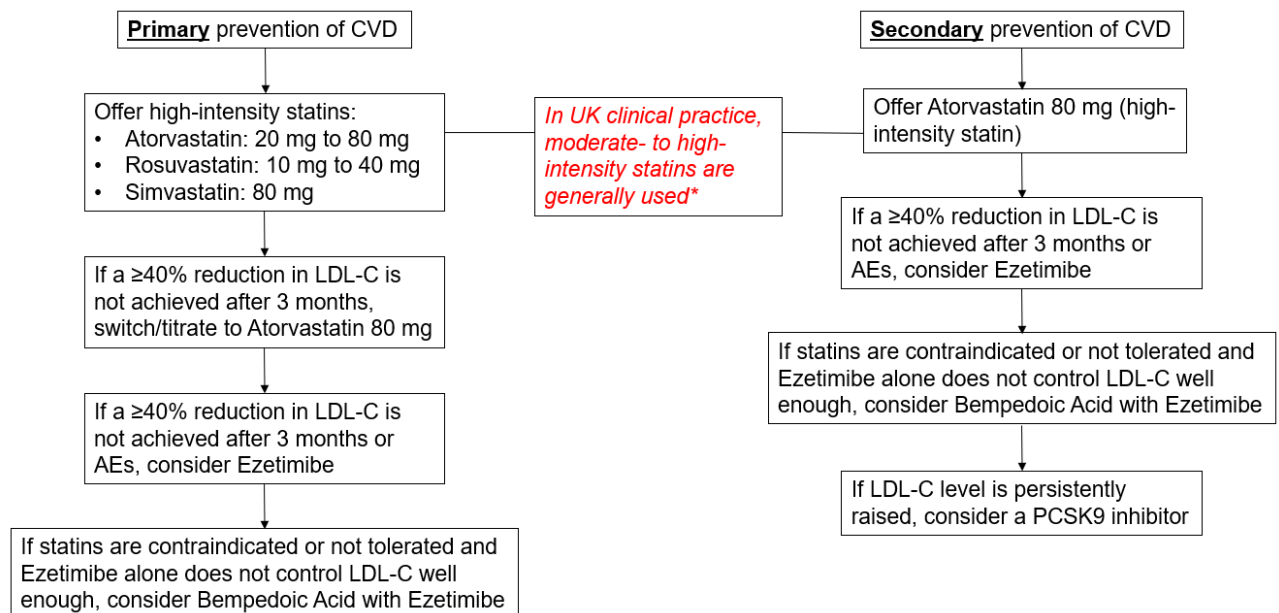 Primary prevention of CVD
Offer high-intensity statins:
• Atorvastatin: 20 mg to 80 mg
• Rosuvastatin: 10 mg to 40 mg
• Simvastatin: 80 mg
If a ≥40% reduction in LDL-C is
not achieved after 3 months,
switch/titrate to Atorvastatin 80 mg
If a ≥40% reduction in LDL-C is
not achieved after 3 months or
AEs, consider Ezetimibe
If statins are contraindicated or not tolerated and
Ezetimibe alone does not control LDL-C well
enough, consider Bempedoic Acid with Ezetimibe
In UK clinical practice,
moderate- to high-
intensity statins are
generally used*
Secondary prevention of CVD
Offer Atorvastatin 80 mg (high-
intensity statin)
If a ≥40% reduction in LDL-C is
not achieved after 3 months or
AEs, consider Ezetimibe
If statins are contraindicated or not tolerated and
Ezetimibe alone does not control LDL-C well
enough, consider Bempedoic Acid with Ezetimibe
If LDL-C level is persistently
raised, consider a PCSK9 inhibitor